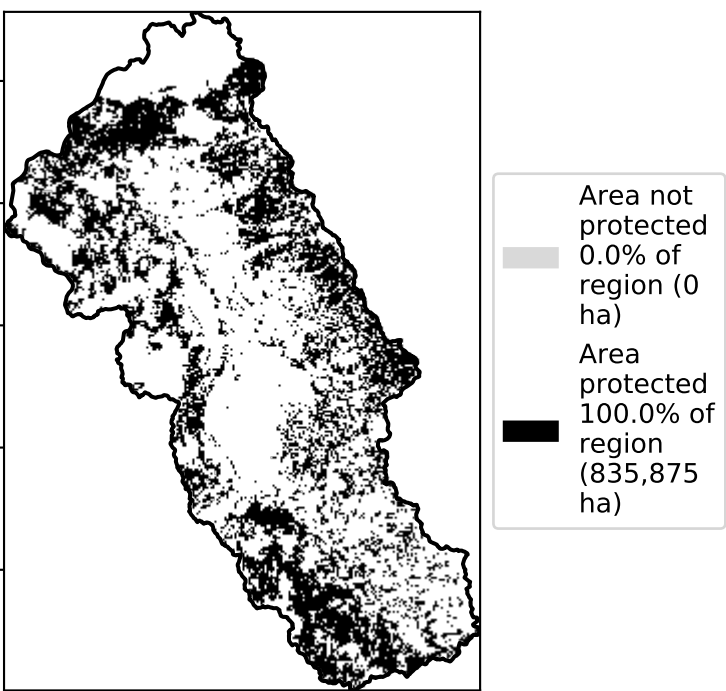 Area not
protected
0.0% of
region (0
ha)
Area
protected
100.0% of
region
(835,875
ha)